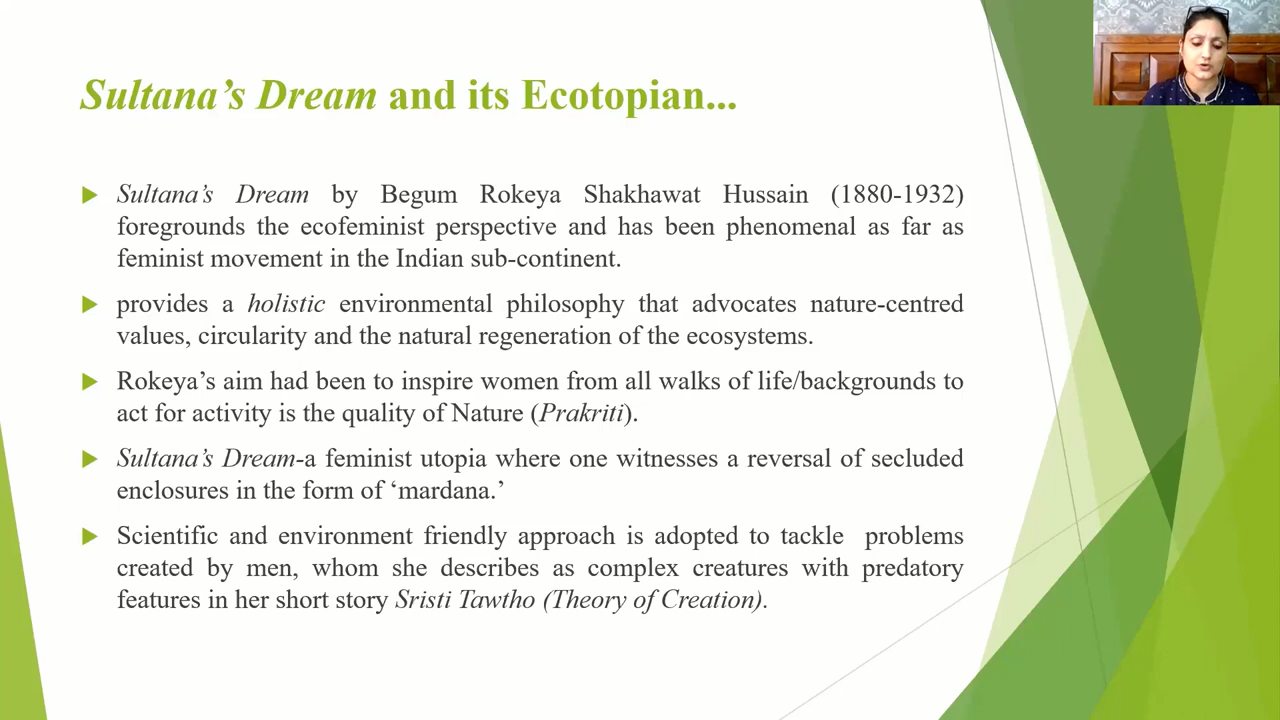 Sultana’s Dream and its Ecotopian...
Sultana’s Dream by Begum Rokeya Shakhawat Hussain (1880-1932)
foregrounds the ecofeminist perspective and has been phenomenal as far as
feminist movement in the Indian sub-continent.
provides a holistic environmental philosophy that advocates nature-centred
values, circularity and the natural regeneration of the ecosystems.
Rokeya’s aim had been to inspire women from all walks of life/backgrounds to
act for activity is the quality of Nature (Prakriti).
Sultana’s Dream-a feminist utopia where one witnesses a reversal of secluded
enclosures in the form of ‘mardana.’
Scientific and environment friendly approach is adopted to tackle problems
created by men, whom she describes as complex creatures with predatory
features in her short story Sristi Tawtho (Theory of Creation).